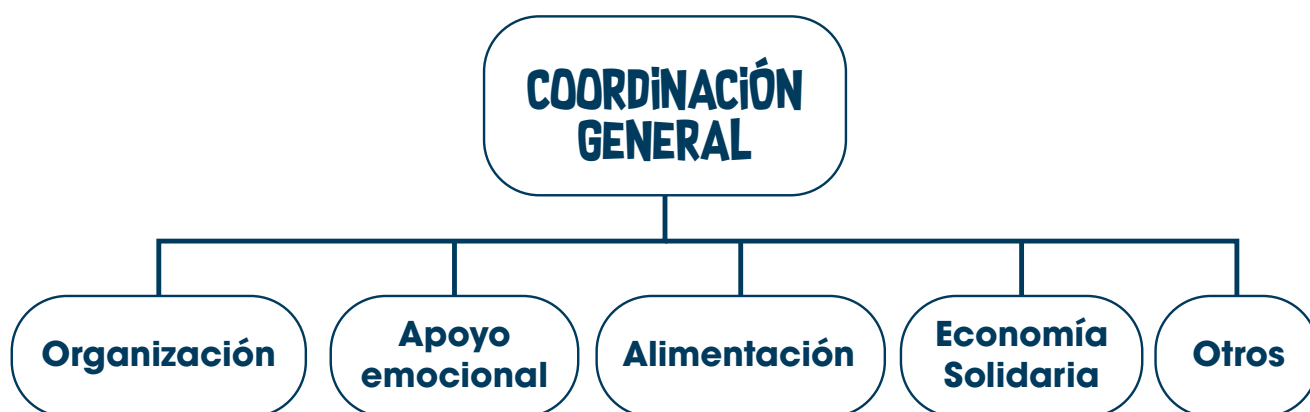 COORDiNACiÓN
GENERAL
Organización
Apoyo
emocional
Alimentación
Economía
Solidaria
Otros